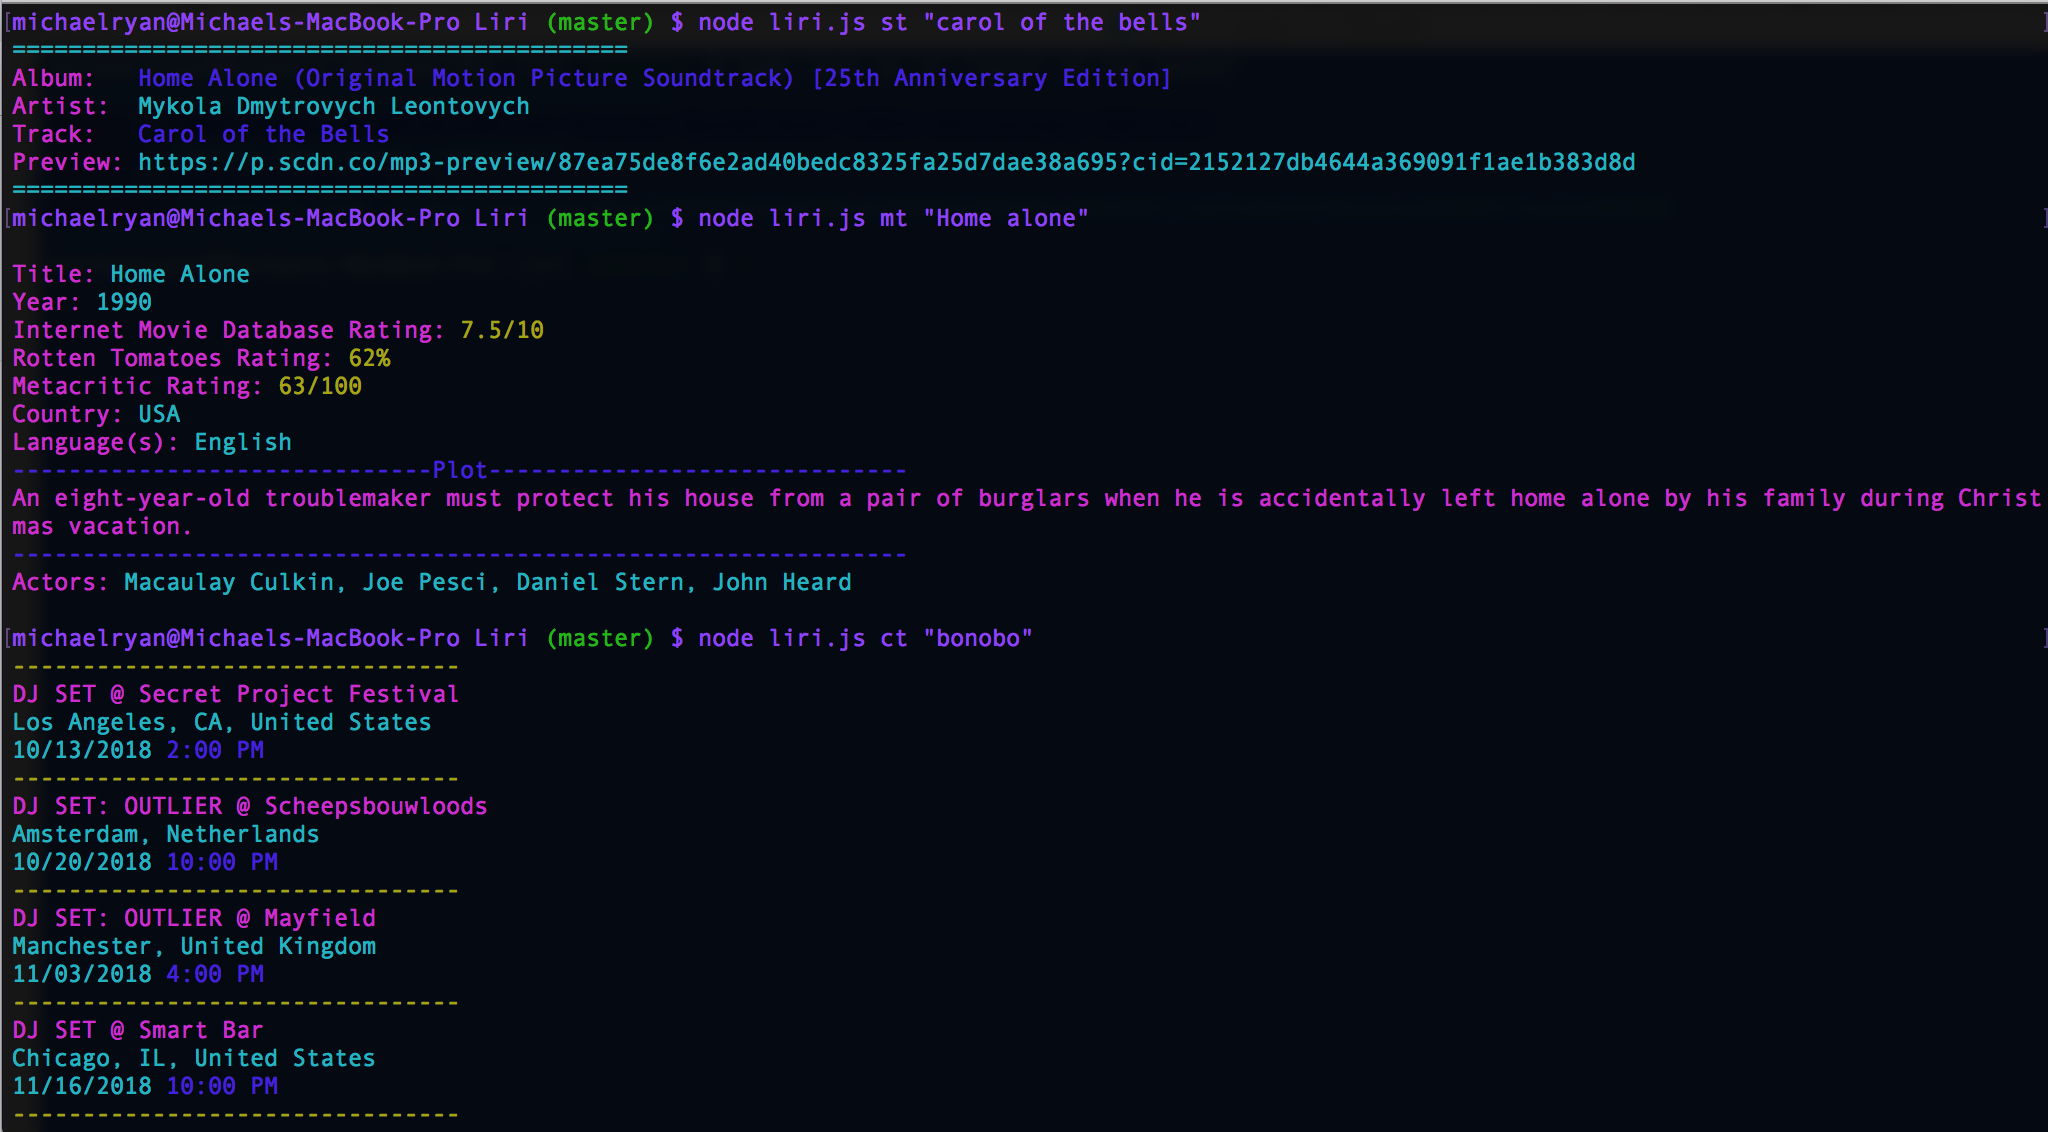 [michaelryan@Michaels-MacBook-Pro Liri (master) $ node liri.js st "carol of the bells" ]
============================================
Album:   Home Alone (Original Motion Picture Soundtrack) [25th Anniversary Edition]
Artist:  Mykola Dmytrovych Leontovych
Track:   Carol of the Bells
Preview: https://p.scdn.co/mp3-preview/87ea75de8f6e2ad40bedc8325fa25d7dae38a695?cid=2152127db4644a369091f1ae1b383d8d
============================================
[michaelryan@Michaels-MacBook-Pro Liri (master) $ node liri.js mt "Home alone" ]
Title: Home Alone
Year: 1990
Internet Movie Database Rating: 7.5/10
Rotten Tomatoes Rating: 62%
Metacritic Rating: 63/100
Country: USA
Language(s): English
------------------------------Plot------------------------------
An eight-year-old troublemaker must protect his house from a pair of burglars when he is accidentally left home alone by his family during Christ
mas vacation.
----------------------------------------------------------------
Actors: Macaulay Culkin, Joe Pesci, Daniel Stern, John Heard
[michaelryan@Michaels-MacBook-Pro Liri (master) $ node liri.js ct "bonobo" ]
--------------------------------
DJ SET @ Secret Project Festival
Los Angeles, CA, United States
10/13/2018 2:00 PM
--------------------------------
DJ SET: OUTLIER @ Scheepsbouwloods
Amsterdam, Netherlands
10/20/2018 10:00 PM
--------------------------------
DJ SET: OUTLIER @ Mayfield
Manchester, United Kingdom
11/03/2018 4:00 PM
--------------------------------
DJ SET @ Smart Bar
Chicago, IL, United States
11/16/2018 10:00 PM
--------------------------------